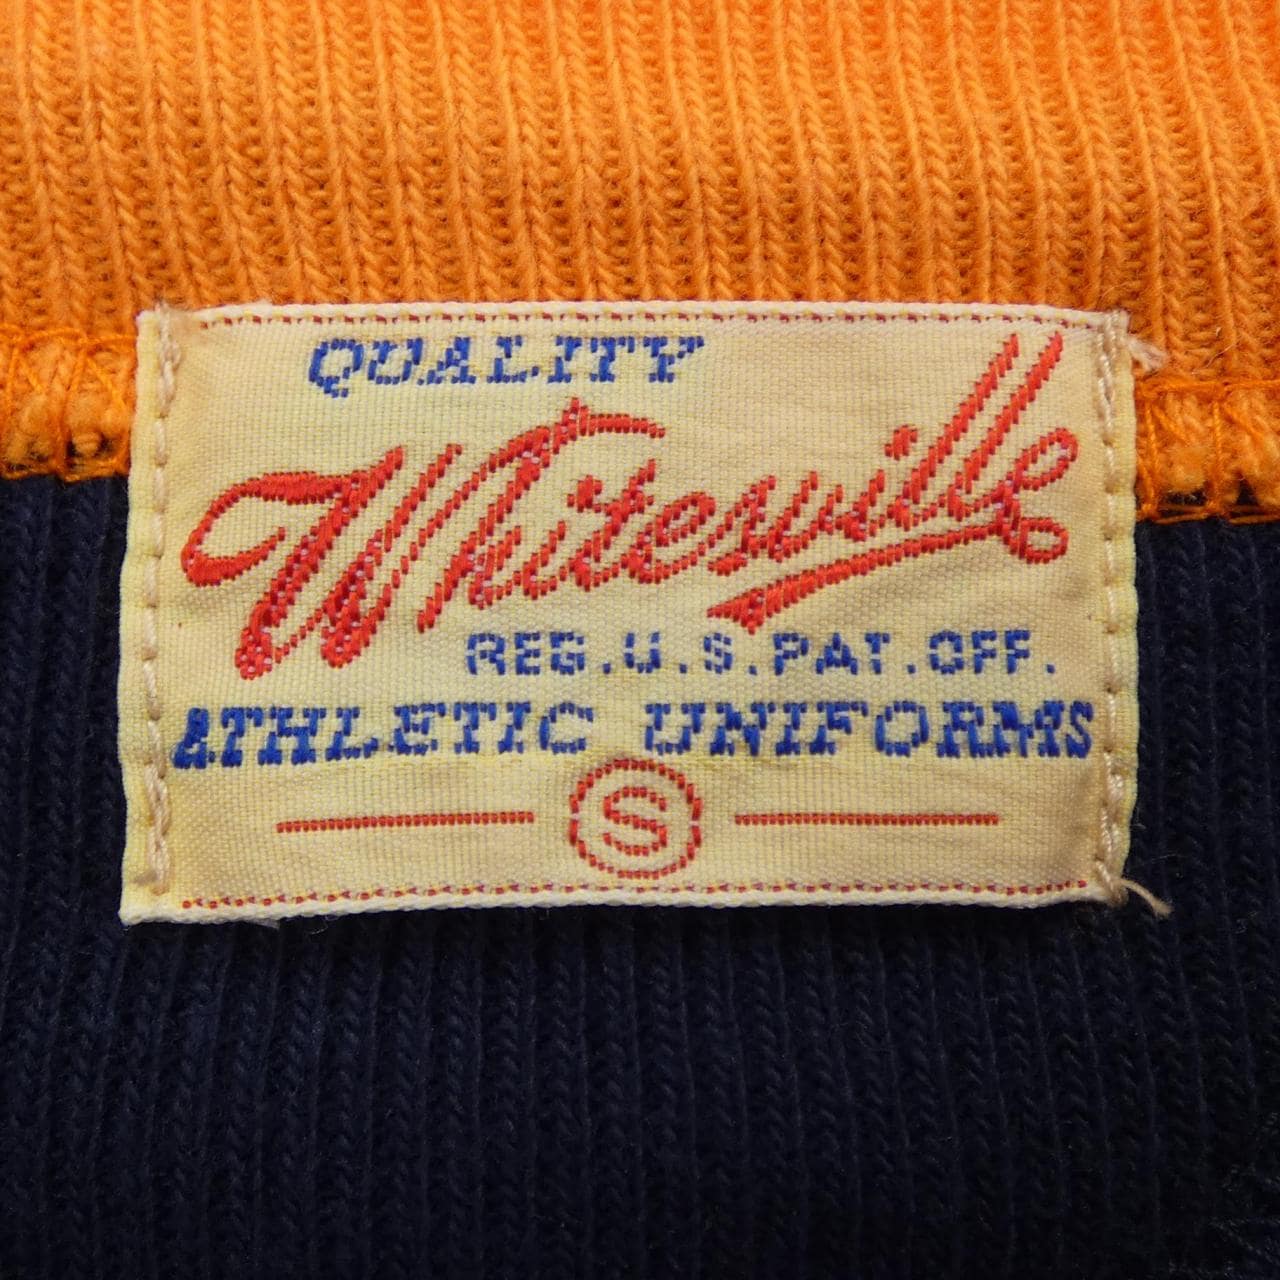 QUALITY
Whitesville
REG.U.S.PAT.OFF.
ATHLETIC UNIFORMS
S